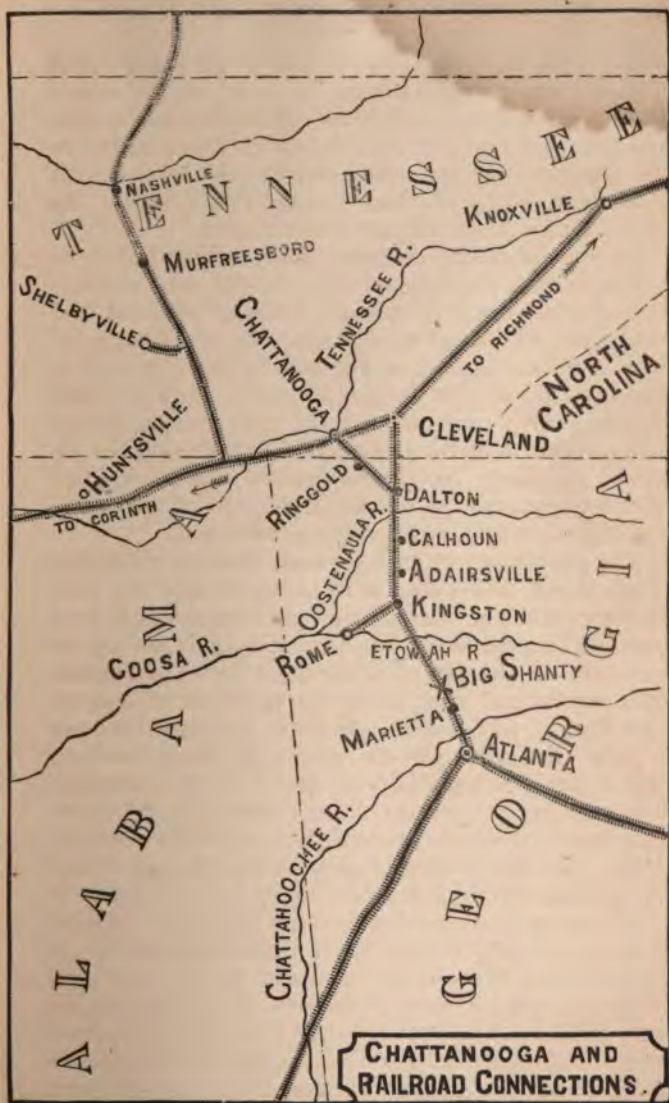 TENNESSEE
NASHVILLE
MURFREESBORO
SHELBYVILLE
CHATTANOOGA
TENNESSEE R.
KNOXVILLE
TO RICHMOND
NORTH
CAROLINA
HUNTSVILLE
TO CORINTH
CLEVELAND
RINGGOLD
DALTON
OOSTENAULA R.
CALHOUN
ADAIRSVILLE
KINGSTON
COOSA R.
ROME
ETOWAH R
BIG SHANTY
MARIETTA
ATLANTA
CHATTAHOOCHEE R.
ALABAMA
GEORGIA
CHATTANOOGA AND
RAILROAD CONNECTIONS.